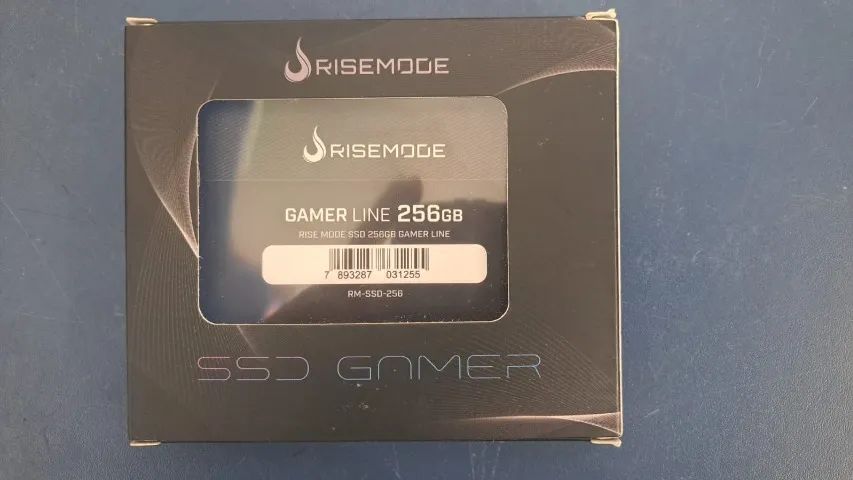 RISEMODE
RISEMODE
GAMER LINE 256GB
RISE MODE SSD 256GB GAMER LINE
7 893287 031255
RM-SSD-256
SSD GAMER